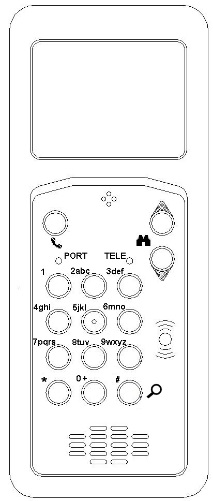 PORT TELE
1 2abc 3def
4ghi 5jkl 6mno
7pqrs 8tuv 9wxyz
* 0+ #